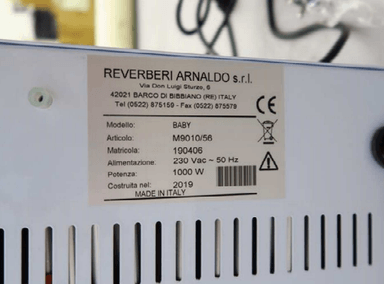 REVERBERI ARNALDO s.r.l.
Via Don Luigi Sturzo, 6
42021 BARCO DI BIBBIANO (RE) ITALY
Tel (0522) 875159 - Fax (0522) 875579
CE
Modello: BABY
Articolo: M9010/56
Matricola: 190406
Alimentazione: 230 Vac ~ 50 Hz
Potenza: 1000 W
Costruita nel: 2019
MADE IN ITALY